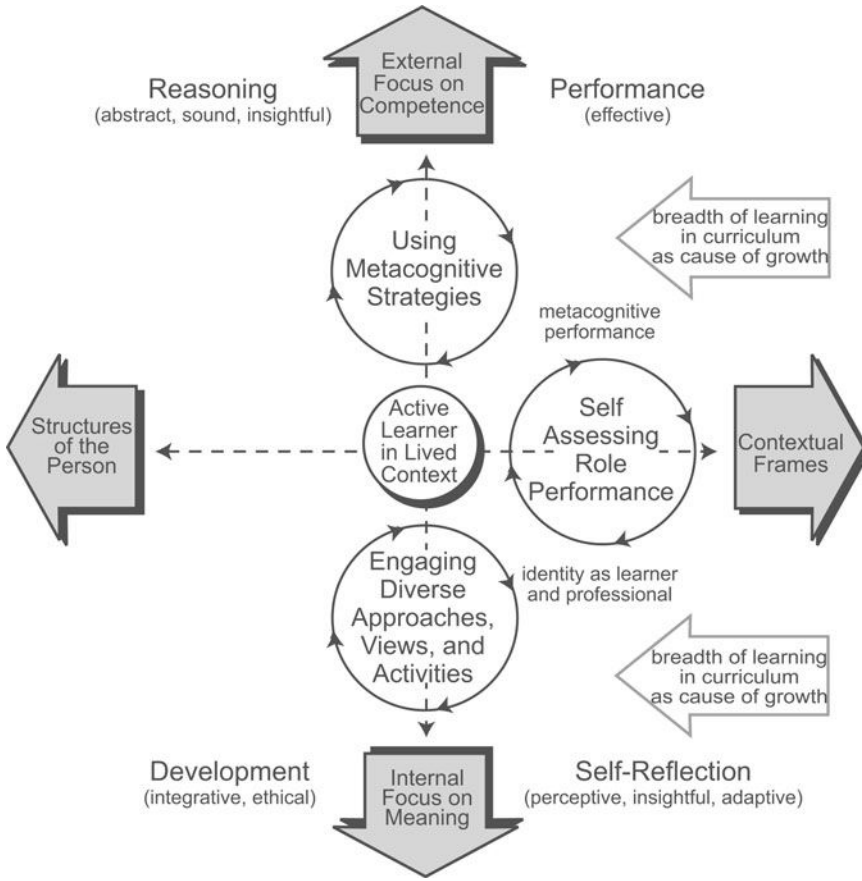 External
Focus on
Competence
Reasoning
(abstract, sound, insightful)
Performance
(effective)
Using
Metacognitive
Strategies
breadth of learning
in curriculum
as cause of growth
metacognitive
performance
Structures
of the
Person
Active
Learner
in Lived
Context
Self
Assessing
Role
Performance
Contextual
Frames
Engaging
Diverse
Approaches,
Views, and
Activities
identity as learner
and professional
breadth of learning
in curriculum
as cause of growth
Development
(integrative, ethical)
Internal
Focus on
Meaning
Self-Reflection
(perceptive, insightful, adaptive)